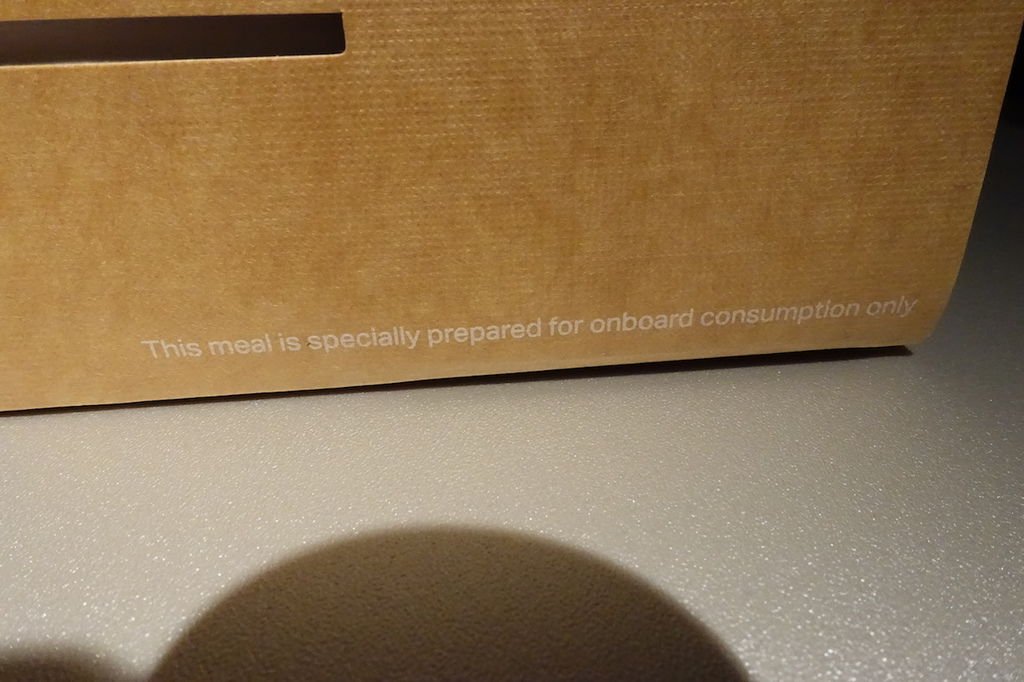 This meal is specially prepared for onboard consumption only